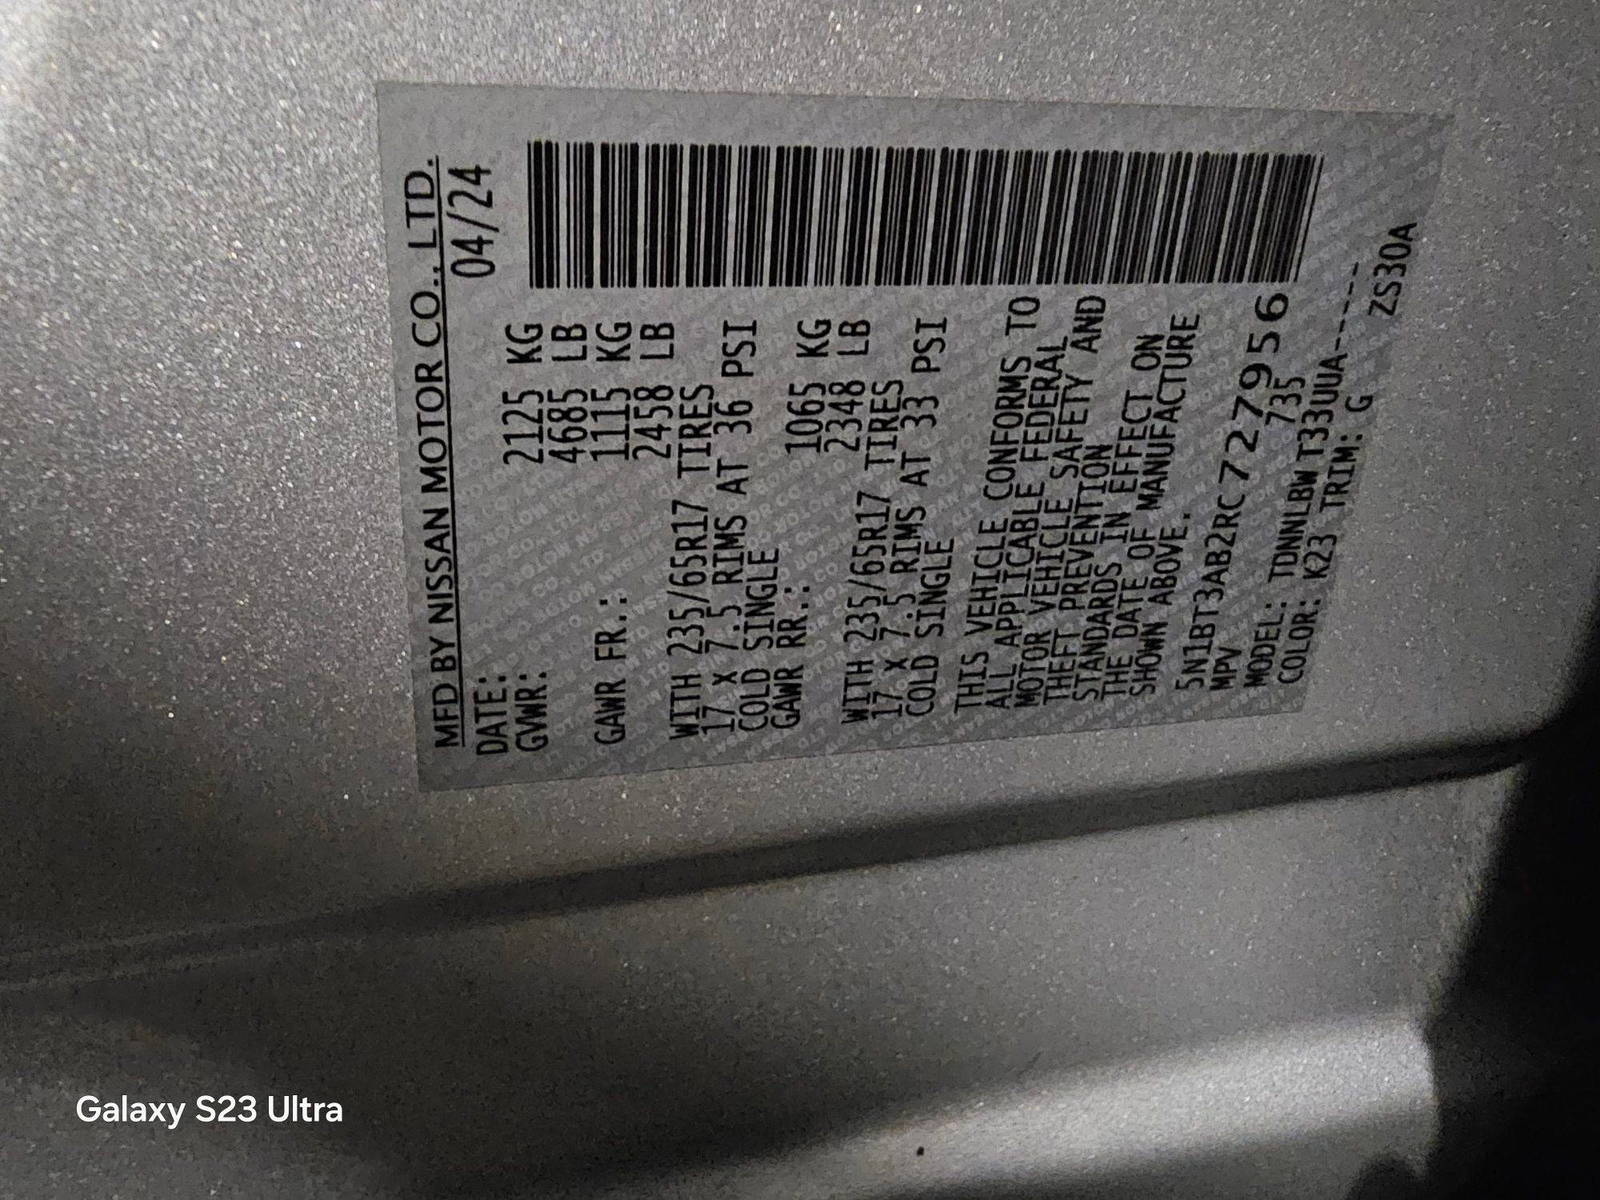 MFD BY NISSAN MOTOR CO., LTD.
DATE: 04/24
GVWR: 2125 KG
4685 LB
GAWR FR.: 1115 KG
2458 LB
WITH 235/65R17 TIRES
17 X 7.5 RIMS AT 36 PSI
COLD SINGLE
GAWR RR.: 1065 KG
2348 LB
WITH 235/65R17 TIRES
17 X 7.5 RIMS AT 33 PSI
COLD SINGLE
THIS VEHICLE CONFORMS TO
ALL APPLICABLE FEDERAL
MOTOR VEHICLE SAFETY AND
THEFT PREVENTION
STANDARDS IN EFFECT ON
THE DATE OF MANUFACTURE
SHOWN ABOVE.
5N1BT3AB2RC727956
MPV 735
MODEL: TDNNLBW T33UUA-----
COLOR: K23 TRIM: G
ZS30A
Galaxy S23 Ultra